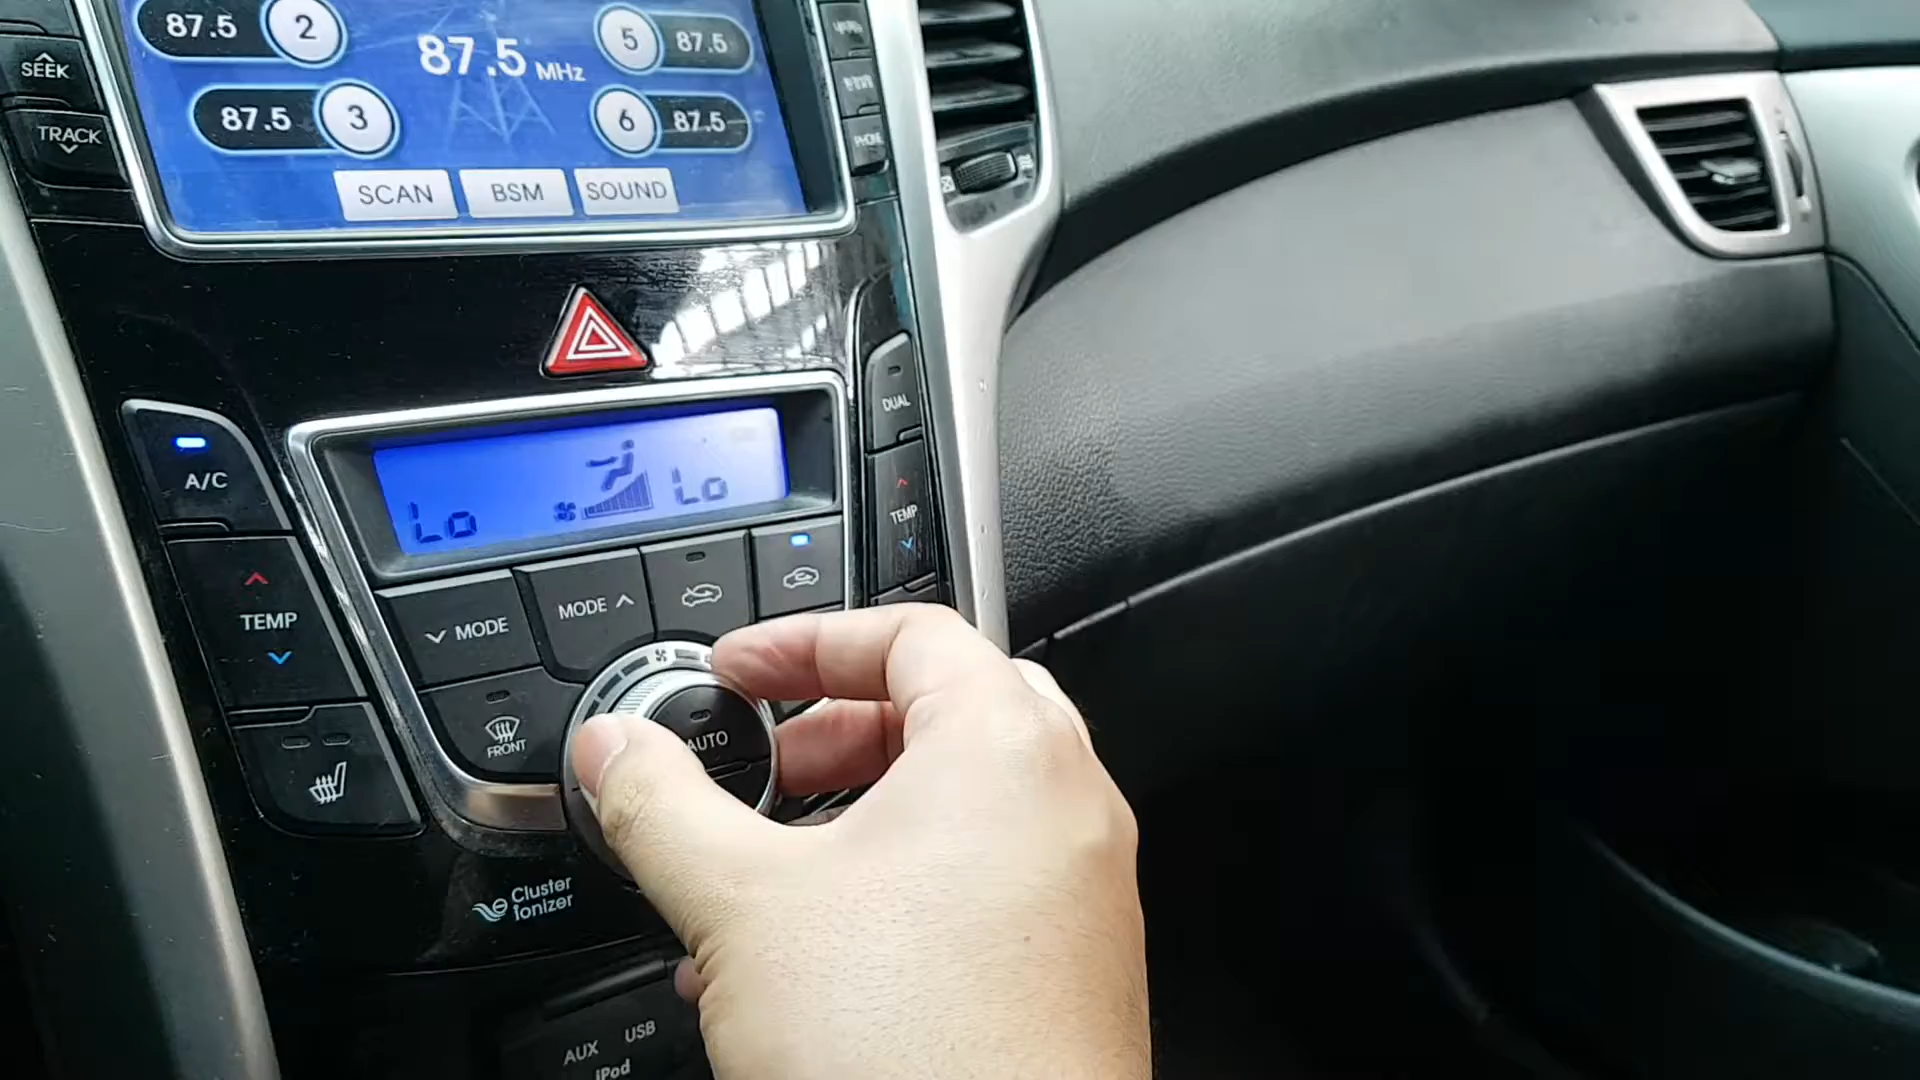 87.5 2
87.5 MHz
5 87.5
SEEK
87.5 3
6 87.5
TRACK
PHONE
SCAN BSM SOUND
DUAL
A/C
Lo
Lo
TEMP
MODE
MODE
TEMP
FRONT
AUTO
Cluster
ionizer
AUX USB
iPod